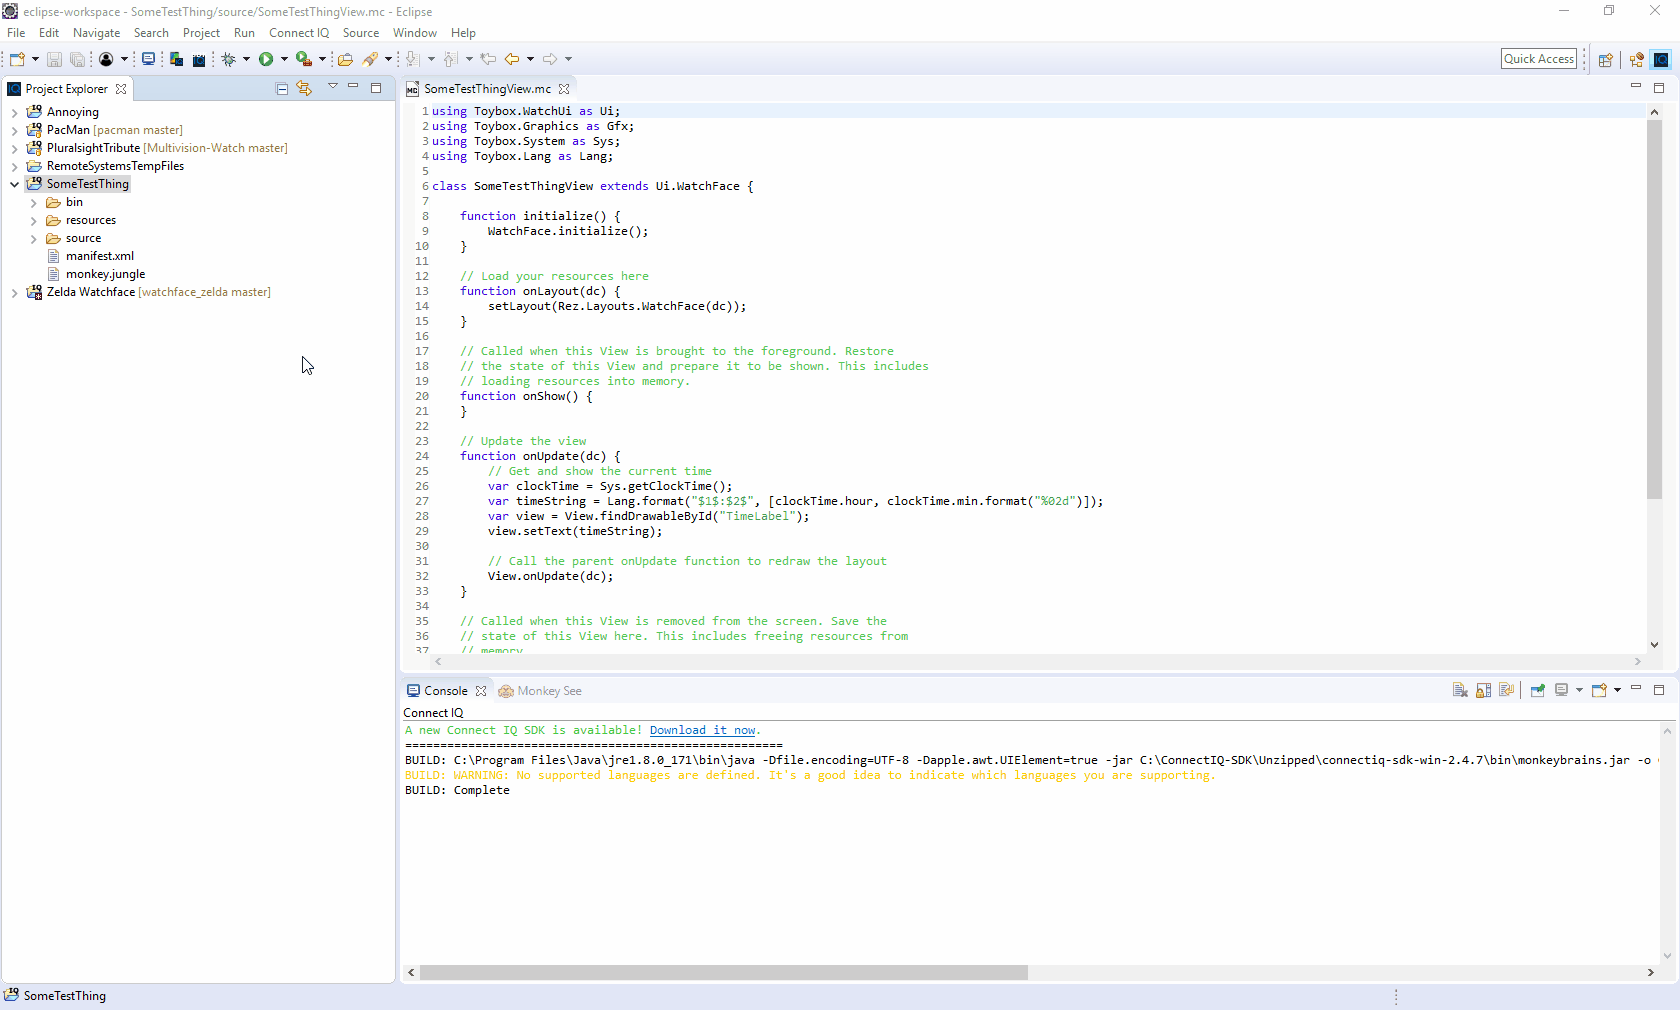 eclipse-workspace - SomeTestThing/source/SomeTestThingView.mc - Eclipse
File Edit Navigate Search Project Run Connect IQ Source Window Help
Quick Access
Project Explorer
Annoying
PacMan [pacman master]
PluralsightTribute [Multivision-Watch master]
RemoteSystemsTempFiles
SomeTestThing
bin
resources
source
manifest.xml
monkey.jungle
Zelda Watchface [watchface_zelda master]
SomeTestThingView.mc
1 using Toybox.WatchUi as Ui;
2 using Toybox.Graphics as Gfx;
3 using Toybox.System as Sys;
4 using Toybox.Lang as Lang;
5
6 class SomeTestThingView extends Ui.WatchFace {
7
8 function initialize() {
9 WatchFace.initialize();
10 }
11
12 // Load your resources here
13 function onLayout(dc) {
14 setLayout(Rez.Layouts.WatchFace(dc));
15 }
16
17 // Called when this View is brought to the foreground. Restore
18 // the state of this View and prepare it to be shown. This includes
19 // loading resources into memory.
20 function onShow() {
21 }
22
23 // Update the view
24 function onUpdate(dc) {
25 // Get and show the current time
26 var clockTime = Sys.getClockTime();
27 var timeString = Lang.format("$1$:$2$", [clockTime.hour, clockTime.min.format("%02d")]);
28 var view = View.findDrawableById("TimeLabel");
29 view.setText(timeString);
30
31 // Call the parent onUpdate function to redraw the layout
32 View.onUpdate(dc);
33 }
34
35 // Called when this View is removed from the screen. Save the
36 // state of this View here. This includes freeing resources from
37 // memory
Console Monkey See
Connect IQ
A new Connect IQ SDK is available! Download it now.
======================================================
BUILD: C:\Program Files\Java\jre1.8.0_171\bin\java -Dfile.encoding=UTF-8 -Dapple.awt.UIElement=true -jar C:\ConnectIQ-SDK\Unzipped\connectiq-sdk-win-2.4.7\bin\monkeybrains.jar -o
BUILD: WARNING: No supported languages are defined. It's a good idea to indicate which languages you are supporting.
BUILD: Complete
SomeTestThing